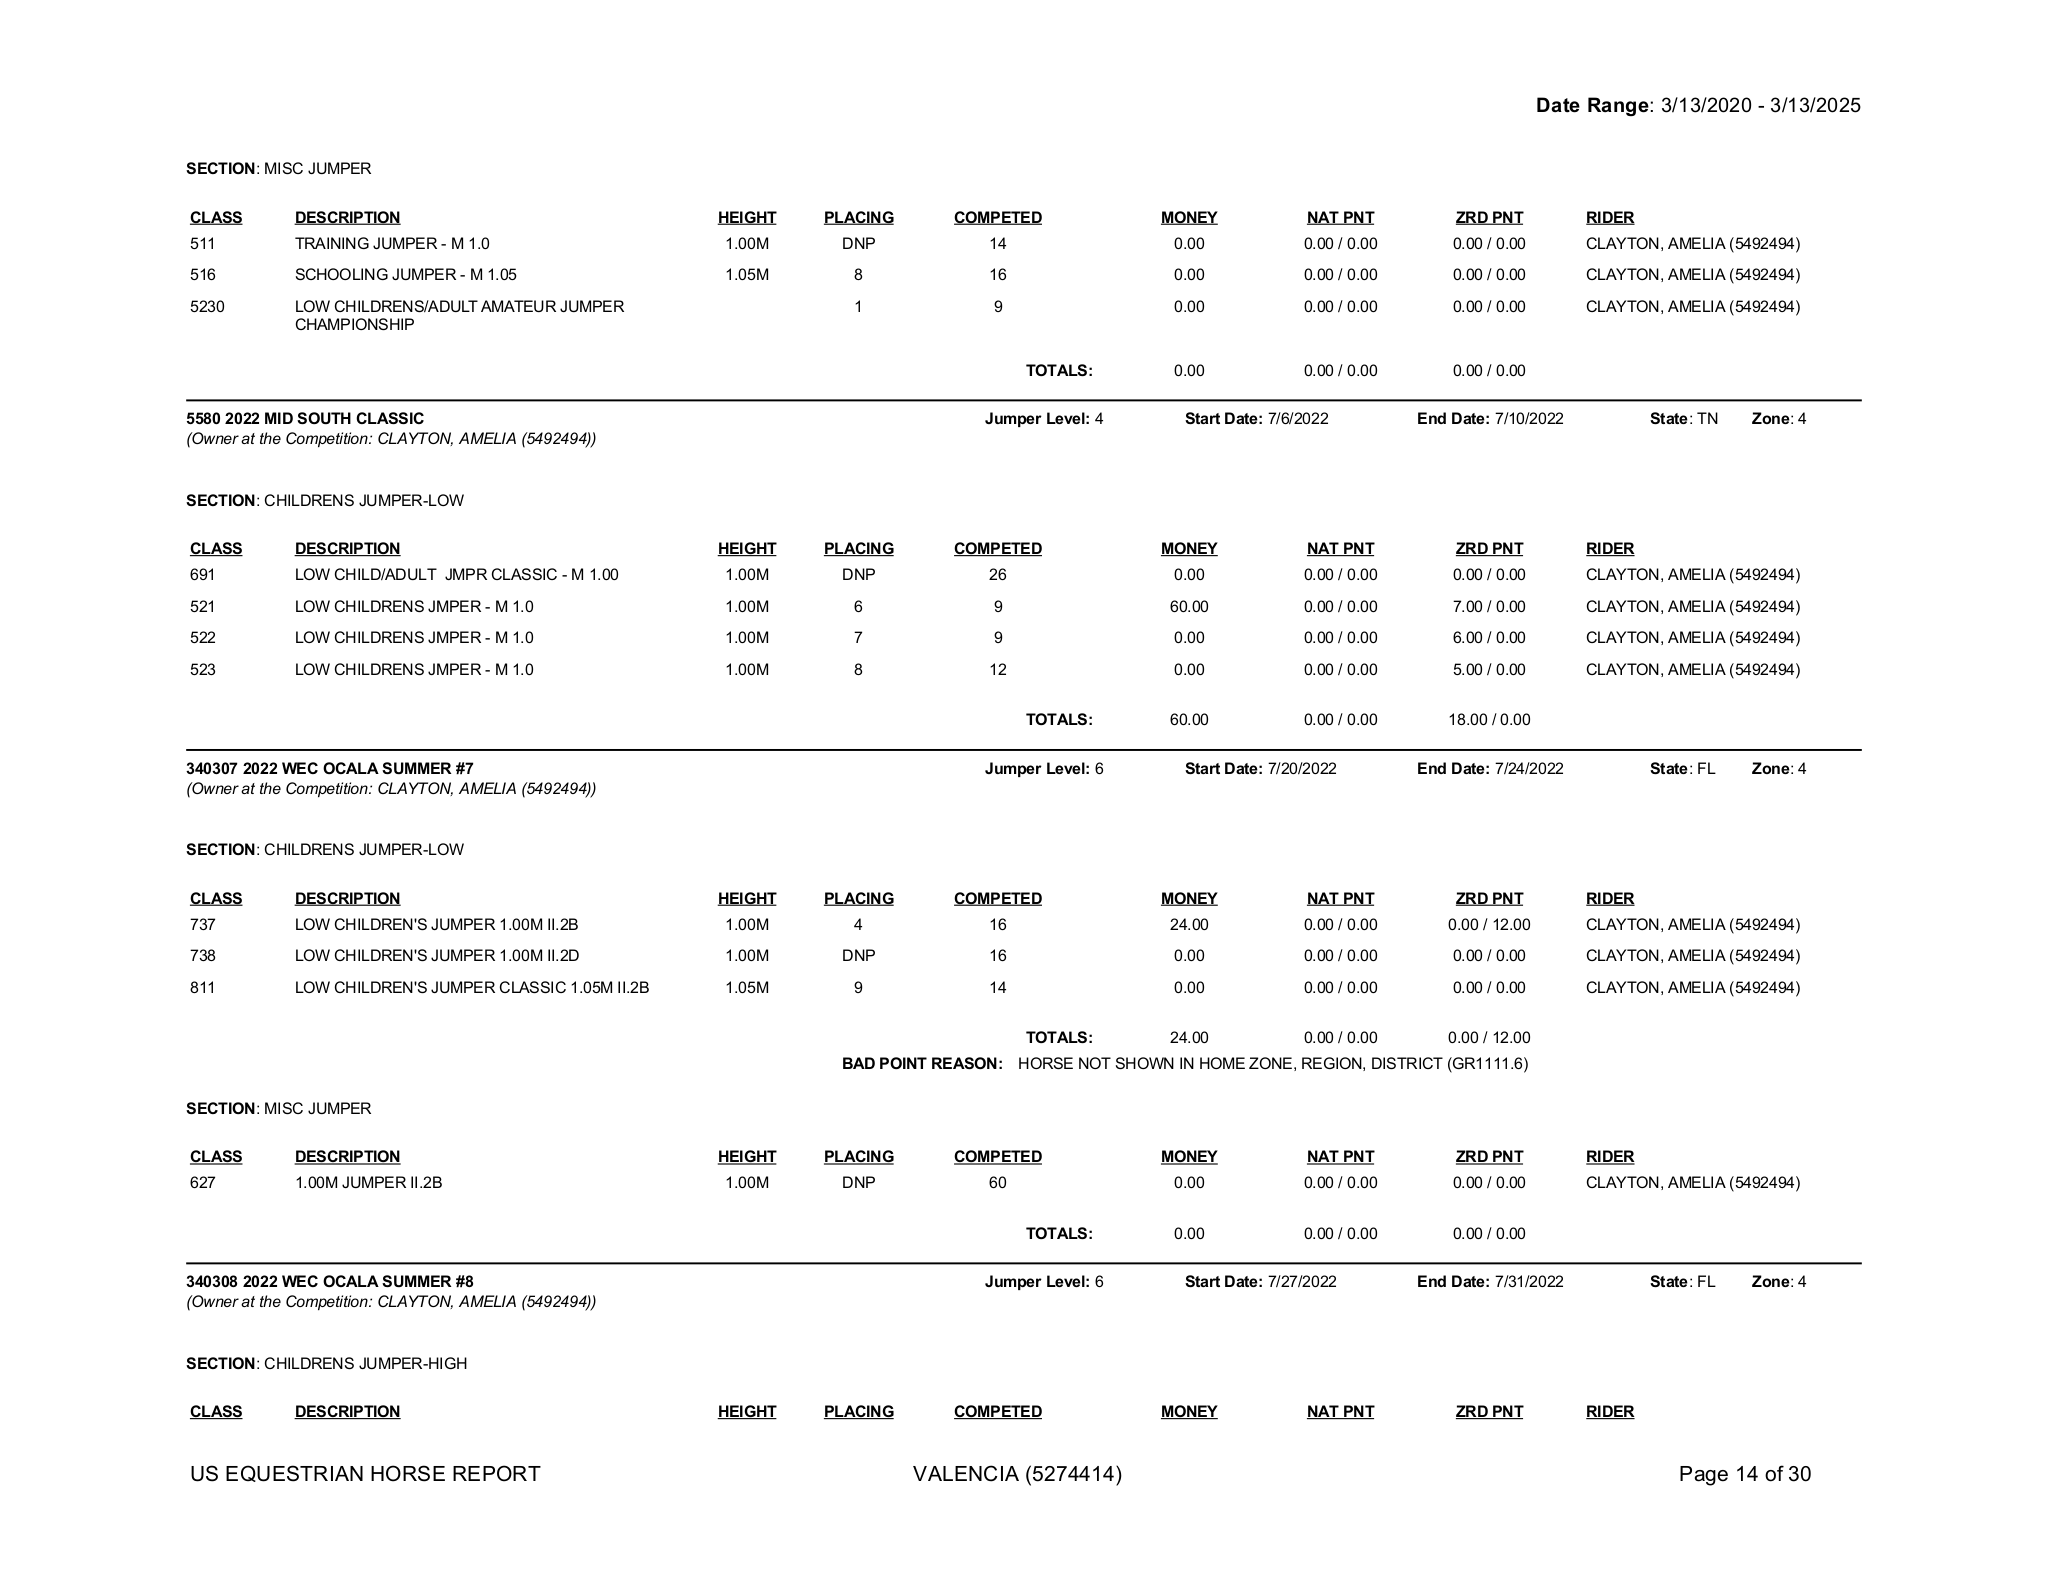 Date Range: 3/13/2020 - 3/13/2025
SECTION: MISC JUMPER
CLASS DESCRIPTION HEIGHT PLACING COMPETED MONEY NAT PNT ZRD PNT RIDER
511 TRAINING JUMPER - M 1.0 1.00M DNP 14 0.00 0.00 / 0.00 0.00 / 0.00 CLAYTON, AMELIA (5492494)
516 SCHOOLING JUMPER - M 1.05 1.05M 8 16 0.00 0.00 / 0.00 0.00 / 0.00 CLAYTON, AMELIA (5492494)
5230 LOW CHILDRENS/ADULT AMATEUR JUMPER 1 9 0.00 0.00 / 0.00 0.00 / 0.00 CLAYTON, AMELIA (5492494)
CHAMPIONSHIP
TOTALS: 0.00 0.00 / 0.00 0.00 / 0.00
5580 2022 MID SOUTH CLASSIC Jumper Level: 4 Start Date: 7/6/2022 End Date: 7/10/2022 State: TN Zone: 4
(Owner at the Competition: CLAYTON, AMELIA (5492494))
SECTION: CHILDRENS JUMPER-LOW
CLASS DESCRIPTION HEIGHT PLACING COMPETED MONEY NAT PNT ZRD PNT RIDER
691 LOW CHILD/ADULT JMPR CLASSIC - M 1.00 1.00M DNP 26 0.00 0.00 / 0.00 0.00 / 0.00 CLAYTON, AMELIA (5492494)
521 LOW CHILDRENS JMPER - M 1.0 1.00M 6 9 60.00 0.00 / 0.00 7.00 / 0.00 CLAYTON, AMELIA (5492494)
522 LOW CHILDRENS JMPER - M 1.0 1.00M 7 9 0.00 0.00 / 0.00 6.00 / 0.00 CLAYTON, AMELIA (5492494)
523 LOW CHILDRENS JMPER - M 1.0 1.00M 8 12 0.00 0.00 / 0.00 5.00 / 0.00 CLAYTON, AMELIA (5492494)
TOTALS: 60.00 0.00 / 0.00 18.00 / 0.00
340307 2022 WEC OCALA SUMMER #7 Jumper Level: 6 Start Date: 7/20/2022 End Date: 7/24/2022 State: FL Zone: 4
(Owner at the Competition: CLAYTON, AMELIA (5492494))
SECTION: CHILDRENS JUMPER-LOW
CLASS DESCRIPTION HEIGHT PLACING COMPETED MONEY NAT PNT ZRD PNT RIDER
737 LOW CHILDREN'S JUMPER 1.00M II.2B 1.00M 4 16 24.00 0.00 / 0.00 0.00 / 12.00 CLAYTON, AMELIA (5492494)
738 LOW CHILDREN'S JUMPER 1.00M II.2D 1.00M DNP 16 0.00 0.00 / 0.00 0.00 / 0.00 CLAYTON, AMELIA (5492494)
811 LOW CHILDREN'S JUMPER CLASSIC 1.05M II.2B 1.05M 9 14 0.00 0.00 / 0.00 0.00 / 0.00 CLAYTON, AMELIA (5492494)
TOTALS: 24.00 0.00 / 0.00 0.00 / 12.00
BAD POINT REASON: HORSE NOT SHOWN IN HOME ZONE, REGION, DISTRICT (GR1111.6)
SECTION: MISC JUMPER
CLASS DESCRIPTION HEIGHT PLACING COMPETED MONEY NAT PNT ZRD PNT RIDER
627 1.00M JUMPER II.2B 1.00M DNP 60 0.00 0.00 / 0.00 0.00 / 0.00 CLAYTON, AMELIA (5492494)
TOTALS: 0.00 0.00 / 0.00 0.00 / 0.00
340308 2022 WEC OCALA SUMMER #8 Jumper Level: 6 Start Date: 7/27/2022 End Date: 7/31/2022 State: FL Zone: 4
(Owner at the Competition: CLAYTON, AMELIA (5492494))
SECTION: CHILDRENS JUMPER-HIGH
CLASS DESCRIPTION HEIGHT PLACING COMPETED MONEY NAT PNT ZRD PNT RIDER
US EQUESTRIAN HORSE REPORT VALENCIA (5274414) Page 14 of 30